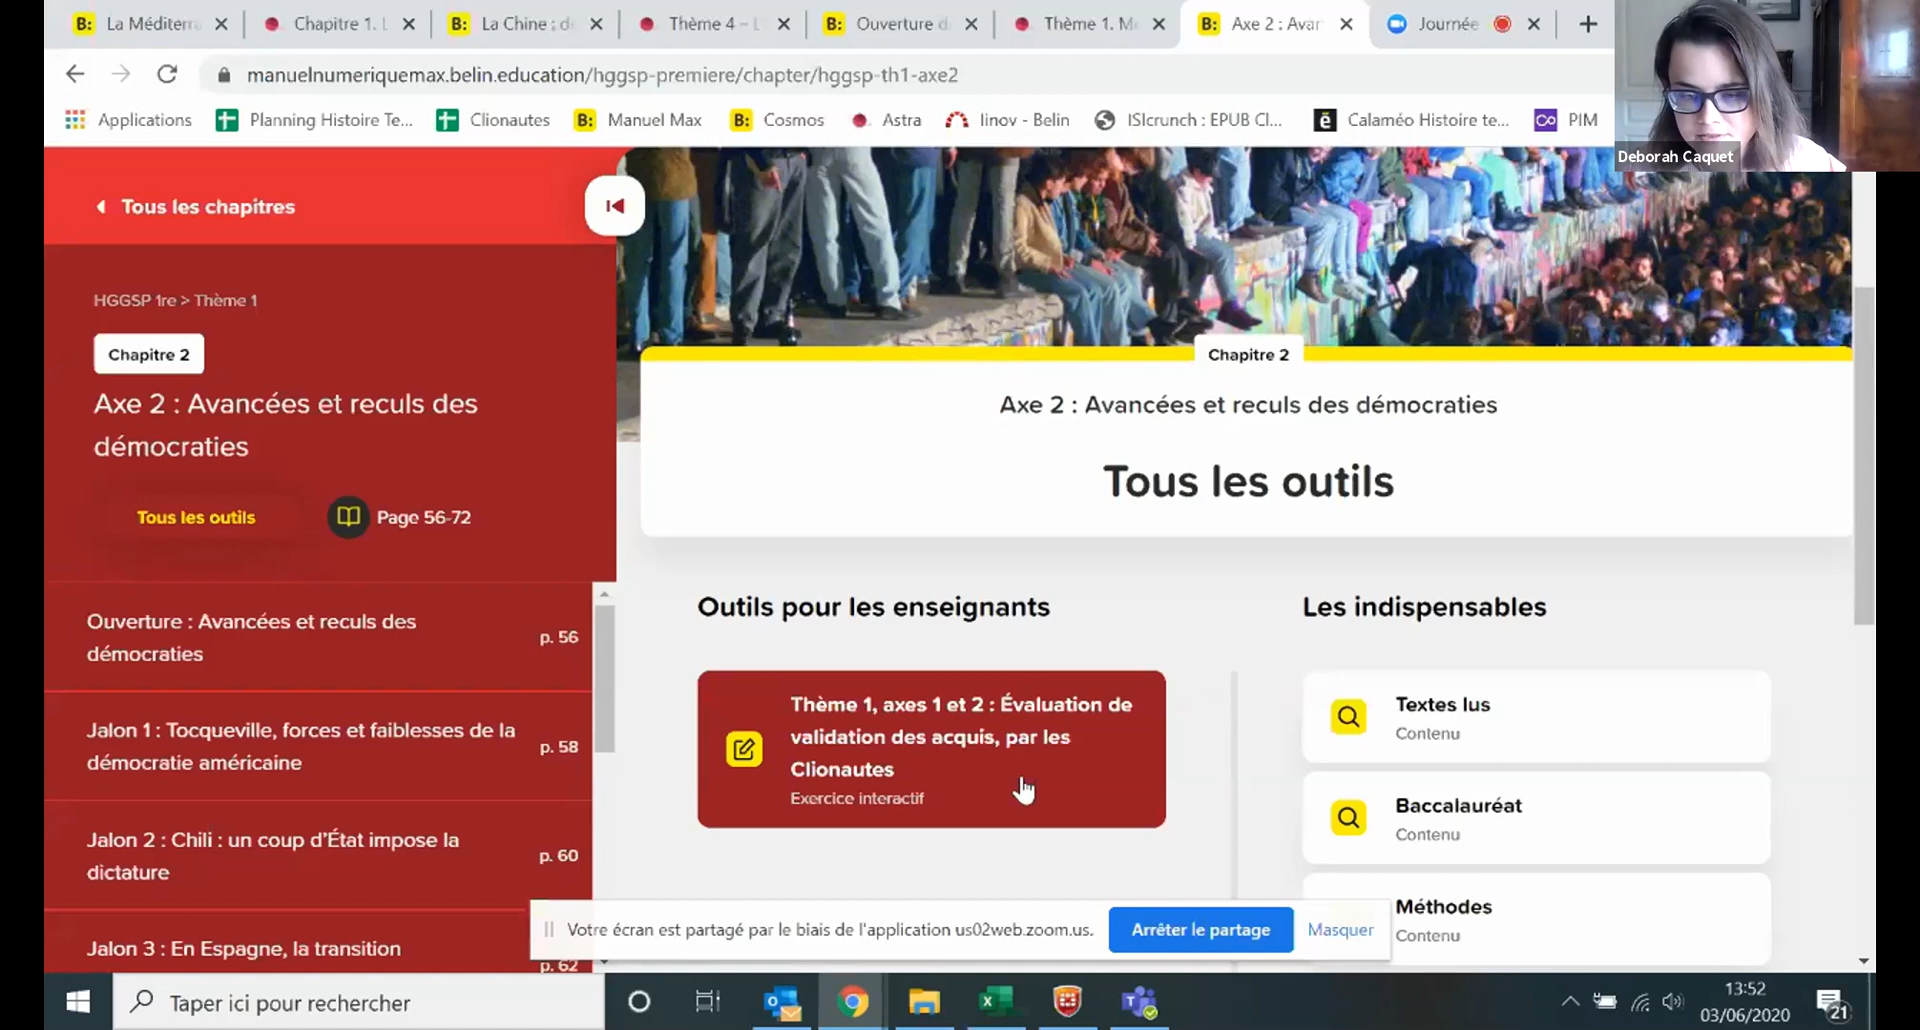 B: La Méditerra
Chapitre 1. L
B: La Chine : de
Thème 4 – L
B: Ouverture d
Thème 1. M
B: Axe 2 : Avan
Journée
manuelnumeriquemax.belin.education/hggsp-premiere/chapter/hggsp-th1-axe2
Applications
Planning Histoire Te...
Clionautes
B: Manuel Max
B: Cosmos
Astra
Iinov - Belin
ISIcrunch : EPUB Cl...
Calaméo Histoire te...
PIM
Deborah Caquet
Tous les chapitres
HGGSP 1re > Thème 1
Chapitre 2
Axe 2 : Avancées et reculs des
démocraties
Tous les outils
Page 56-72
Ouverture : Avancées et reculs des
démocraties
p. 56
Jalon 1 : Tocqueville, forces et faiblesses de la
démocratie américaine
p. 58
Jalon 2 : Chili : un coup d'État impose la
dictature
p. 60
Jalon 3 : En Espagne, la transition
p. 62
Chapitre 2
Axe 2 : Avancées et reculs des démocraties
Tous les outils
Outils pour les enseignants
Thème 1, axes 1 et 2 : Évaluation de
validation des acquis, par les
Clionautes
Exercice interactif
Les indispensables
Textes lus
Contenu
Baccalauréat
Contenu
Méthodes
Contenu
Votre écran est partagé par le biais de l'application us02web.zoom.us.
Arrêter le partage
Masquer
Taper ici pour rechercher
13:52
03/06/2020
21